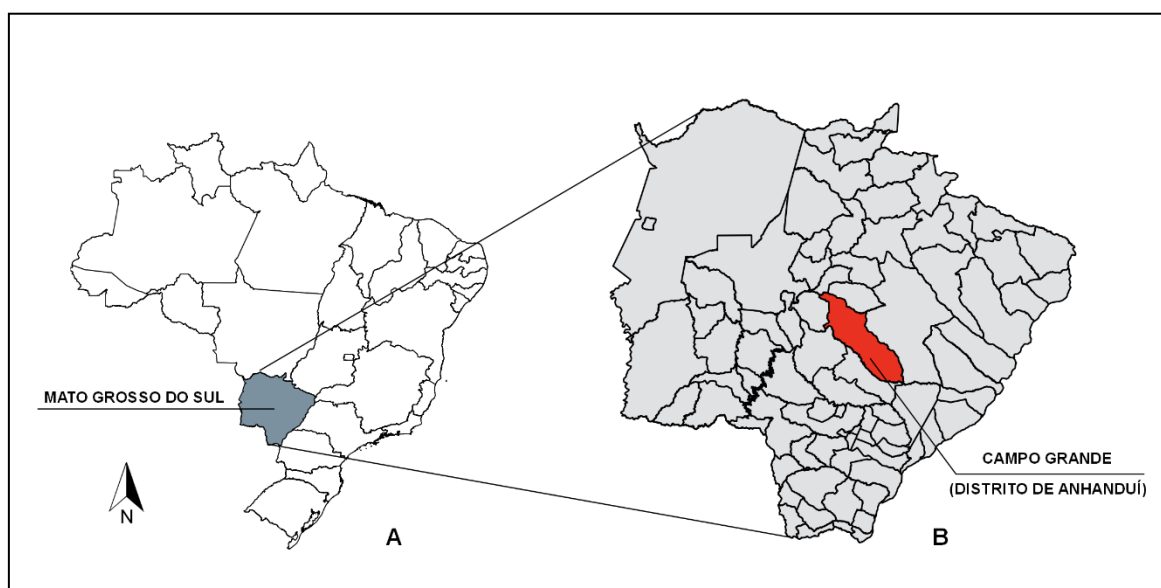 MATO GROSSO DO SUL
N
A
CAMPO GRANDE
(DISTRITO DE ANHANDUÍ)
B